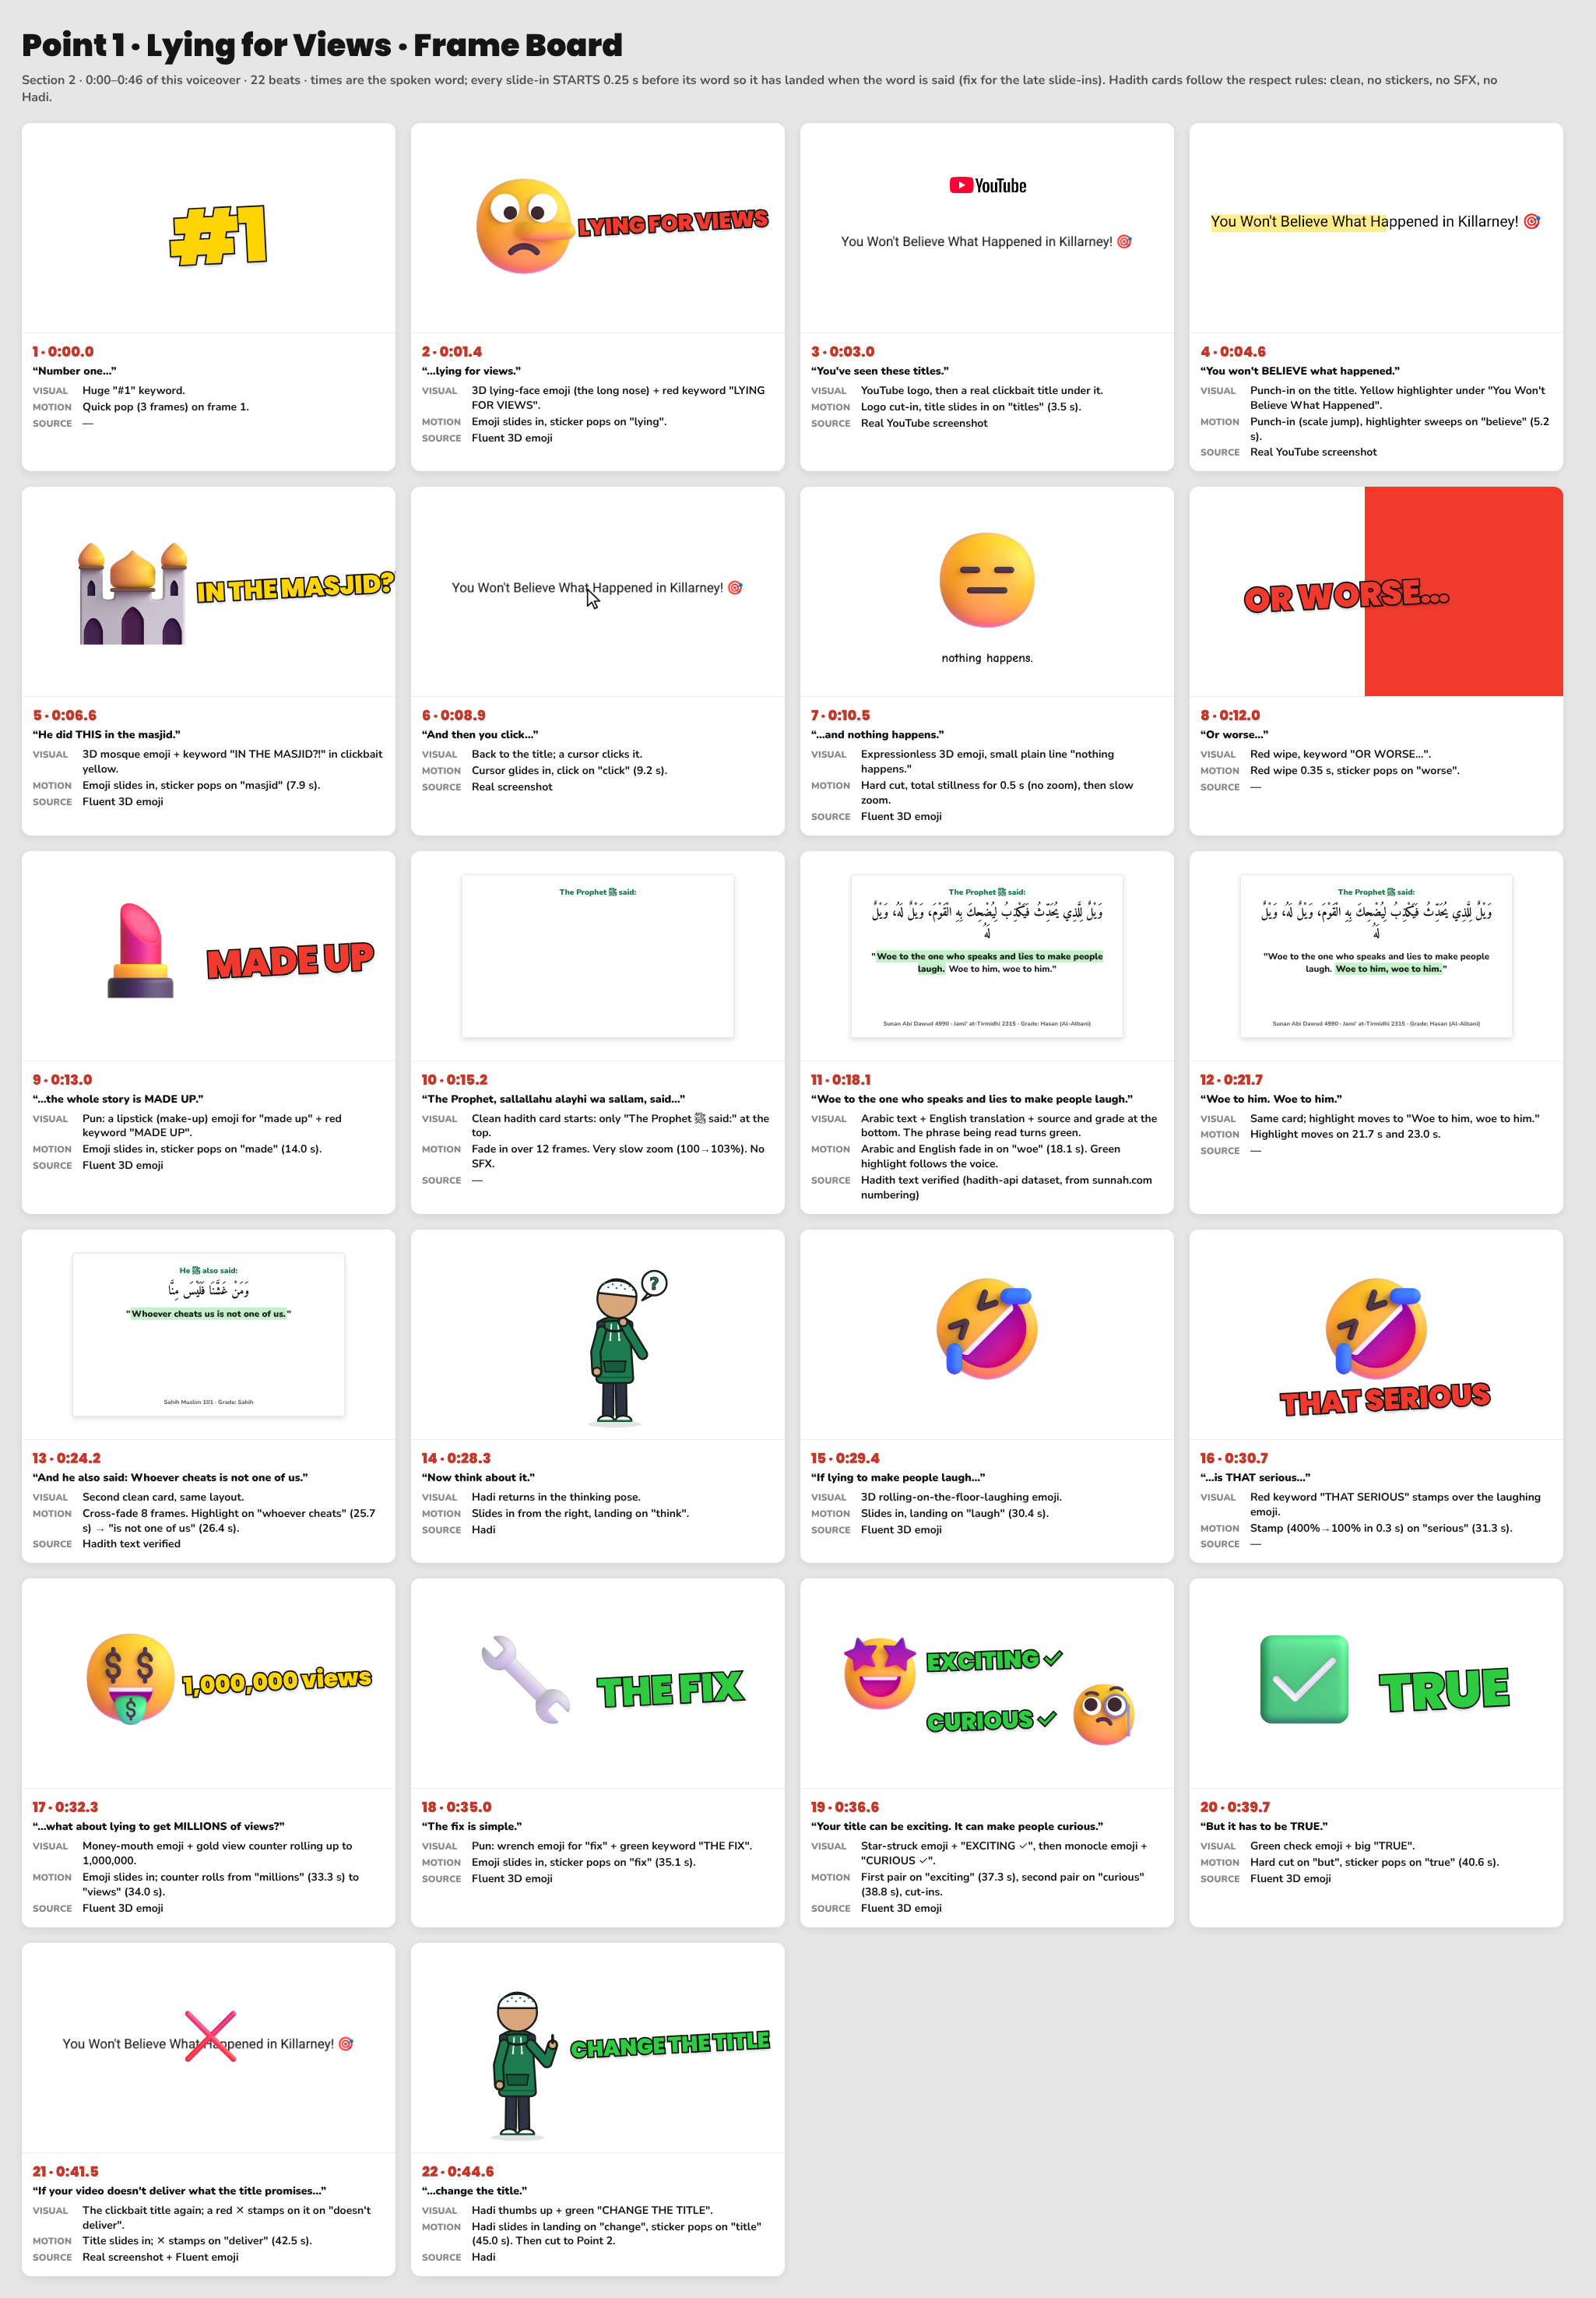 Point 1 · Lying for Views · Frame Board
Section 2 · 0:00–0:46 of this voiceover · 22 beats · times are the spoken word; every slide-in STARTS 0.25 s before its word so it has landed when the word is said (fix for the late slide-ins). Hadith cards follow the respect rules: clean, no stickers, no SFX, no
Hadi.
#1
1 · 0:00.0
“Number one…”
VISUAL Huge "#1" keyword.
MOTION Quick pop (3 frames) on frame 1.
SOURCE —
LYING FOR VIEWS
2 · 0:01.4
“…lying for views.”
VISUAL 3D lying-face emoji (the long nose) + red keyword "LYING
FOR VIEWS".
MOTION Emoji slides in, sticker pops on "lying".
SOURCE Fluent 3D emoji
YouTube
You Won't Believe What Happened in Killarney! 🎯
3 · 0:03.0
“You've seen these titles.”
VISUAL YouTube logo, then a real clickbait title under it.
MOTION Logo cut-in, title slides in on "titles" (3.5 s).
SOURCE Real YouTube screenshot
You Won't Believe What Happened in Killarney! 🎯
4 · 0:04.6
“You won't BELIEVE what happened.”
VISUAL Punch-in on the title. Yellow highlighter under "You Won't
Believe What Happened".
MOTION Punch-in (scale jump), highlighter sweeps on "believe" (5.2
s).
SOURCE Real YouTube screenshot
IN THE MASJID?
5 · 0:06.6
“He did THIS in the masjid.”
VISUAL 3D mosque emoji + keyword "IN THE MASJID?!" in clickbait
yellow.
MOTION Emoji slides in, sticker pops on "masjid" (7.9 s).
SOURCE Fluent 3D emoji
You Won't Believe What Happened in Killarney! 🎯
6 · 0:08.9
“And then you click…”
VISUAL Back to the title; a cursor clicks it.
MOTION Cursor glides in, click on "click" (9.2 s).
SOURCE Real screenshot
nothing happens.
7 · 0:10.5
“…and nothing happens.”
VISUAL Expressionless 3D emoji, small plain line "nothing
happens."
MOTION Hard cut, total stillness for 0.5 s (no zoom), then slow
zoom.
SOURCE Fluent 3D emoji
OR WORSE...
8 · 0:12.0
“Or worse…”
VISUAL Red wipe, keyword "OR WORSE…".
MOTION Red wipe 0.35 s, sticker pops on "worse".
SOURCE —
MADE UP
9 · 0:13.0
“…the whole story is MADE UP.”
VISUAL Pun: a lipstick (make-up) emoji for "made up" + red
keyword "MADE UP".
MOTION Emoji slides in, sticker pops on "made" (14.0 s).
SOURCE Fluent 3D emoji
The Prophet ﷺ said:
10 · 0:15.2
“The Prophet, sallallahu alayhi wa sallam, said…”
VISUAL Clean hadith card starts: only "The Prophet ﷺ said:" at the
top.
MOTION Fade in over 12 frames. Very slow zoom (100→103%). No
SFX.
SOURCE —
The Prophet ﷺ said:
وَيْلٌ لِلَّذِي يُحَدِّثُ فَيَكْذِبُ لِيُضْحِكَ بِهِ الْقَوْمَ، وَيْلٌ لَهُ، وَيْلٌ
لَهُ
"Woe to the one who speaks and lies to make people
laugh. Woe to him, woe to him."
Sunan Abi Dawud 4990 · Jami' at-Tirmidhi 2315 · Grade: Hasan (Al-Albani)
11 · 0:18.1
“Woe to the one who speaks and lies to make people laugh.”
VISUAL Arabic text + English translation + source and grade at the
bottom. The phrase being read turns green.
MOTION Arabic and English fade in on "woe" (18.1 s). Green
highlight follows the voice.
SOURCE Hadith text verified (hadith-api dataset, from sunnah.com
numbering)
The Prophet ﷺ said:
وَيْلٌ لِلَّذِي يُحَدِّثُ فَيَكْذِبُ لِيُضْحِكَ بِهِ الْقَوْمَ، وَيْلٌ لَهُ، وَيْلٌ
لَهُ
"Woe to the one who speaks and lies to make people
laugh. Woe to him, woe to him."
Sunan Abi Dawud 4990 · Jami' at-Tirmidhi 2315 · Grade: Hasan (Al-Albani)
12 · 0:21.7
“Woe to him. Woe to him.”
VISUAL Same card; highlight moves to "Woe to him, woe to him."
MOTION Highlight moves on 21.7 s and 23.0 s.
SOURCE —
He ﷺ also said:
وَمَنْ غَشَّنَا فَلَيْسَ مِنَّا
"Whoever cheats us is not one of us."
Sahih Muslim 101 · Grade: Sahih
13 · 0:24.2
“And he also said: Whoever cheats is not one of us.”
VISUAL Second clean card, same layout.
MOTION Cross-fade 8 frames. Highlight on "whoever cheats" (25.7
s) → "is not one of us" (26.4 s).
SOURCE Hadith text verified
?
14 · 0:28.3
“Now think about it.”
VISUAL Hadi returns in the thinking pose.
MOTION Slides in from the right, landing on "think".
SOURCE Hadi
15 · 0:29.4
“If lying to make people laugh…”
VISUAL 3D rolling-on-the-floor-laughing emoji.
MOTION Slides in, landing on "laugh" (30.4 s).
SOURCE Fluent 3D emoji
THAT SERIOUS
16 · 0:30.7
“…is THAT serious…”
VISUAL Red keyword "THAT SERIOUS" stamps over the laughing
emoji.
MOTION Stamp (400%→100% in 0.3 s) on "serious" (31.3 s).
SOURCE —
1,000,000 views
17 · 0:32.3
“…what about lying to get MILLIONS of views?”
VISUAL Money-mouth emoji + gold view counter rolling up to
1,000,000.
MOTION Emoji slides in; counter rolls from "millions" (33.3 s) to
"views" (34.0 s).
SOURCE Fluent 3D emoji
THE FIX
18 · 0:35.0
“The fix is simple.”
VISUAL Pun: wrench emoji for "fix" + green keyword "THE FIX".
MOTION Emoji slides in, sticker pops on "fix" (35.1 s).
SOURCE Fluent 3D emoji
EXCITING ✓
CURIOUS ✓
19 · 0:36.6
“Your title can be exciting. It can make people curious.”
VISUAL Star-struck emoji + "EXCITING ✓", then monocle emoji +
"CURIOUS ✓".
MOTION First pair on "exciting" (37.3 s), second pair on "curious"
(38.8 s), cut-ins.
SOURCE Fluent 3D emoji
TRUE
20 · 0:39.7
“But it has to be TRUE.”
VISUAL Green check emoji + big "TRUE".
MOTION Hard cut on "but", sticker pops on "true" (40.6 s).
SOURCE Fluent 3D emoji
You Won't Believe What Happened in Killarney! 🎯
21 · 0:41.5
“If your video doesn't deliver what the title promises…”
VISUAL The clickbait title again; a red ✕ stamps on it on "doesn't
deliver".
MOTION Title slides in; ✕ stamps on "deliver" (42.5 s).
SOURCE Real screenshot + Fluent emoji
CHANGE THE TITLE
22 · 0:44.6
“…change the title.”
VISUAL Hadi thumbs up + green "CHANGE THE TITLE".
MOTION Hadi slides in landing on "change", sticker pops on "title"
(45.0 s). Then cut to Point 2.
SOURCE Hadi